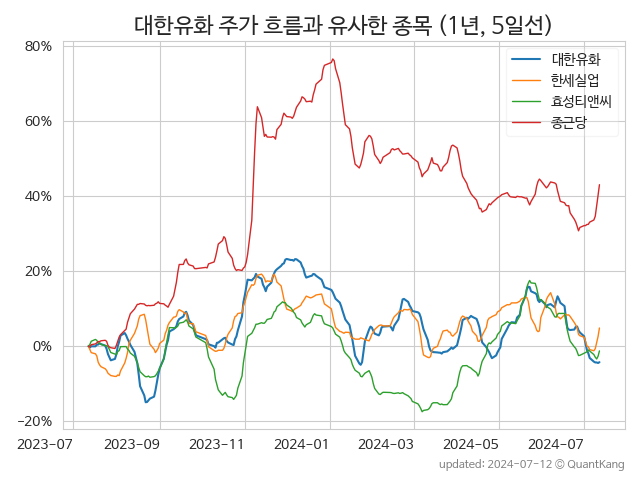 대한유화 주가 흐름과 유사한 종목 (1년, 5일선)
80%
60%
40%
20%
0%
−20%
대한유화
한세실업
효성티앤씨
종근당
2023-07 2023-09 2023-11 2024-01 2024-03 2024-05 2024-07
updated: 2024-07-12 © QuantKang